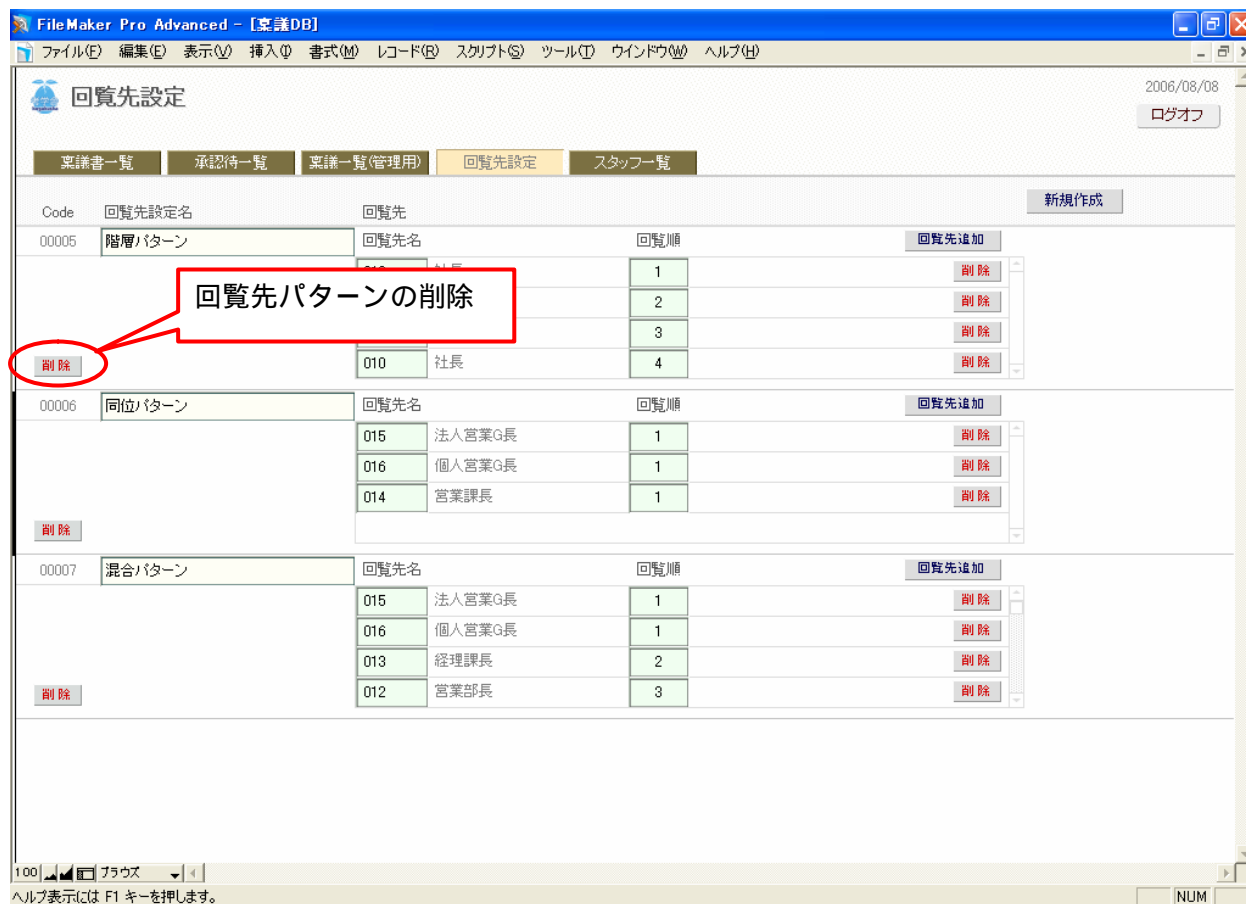 FileMaker Pro Advanced - [稟議DB]
ファイル(F) 編集(E) 表示(V) 挿入(I) 書式(M) レコード(R) スクリプト(S) ツール(T) ウインドウ(W) ヘルプ(H)
2006/08/08
回覧先設定
ログオフ
稟議書一覧 承認待一覧 稟議一覧(管理用) 回覧先設定 スタッフ一覧
新規作成
Code 回覧先設定名 回覧先
00005 階層パターン 回覧先名 回覧順 回覧先追加
1 削除
回覧先パターンの削除
2 削除
3 削除
削除 010 社長 4 削除
00006 同位パターン 回覧先名 回覧順 回覧先追加
015 法人営業G長 1 削除
016 個人営業G長 1 削除
014 営業課長 1 削除
削除
00007 混合パターン 回覧先名 回覧順 回覧先追加
015 法人営業G長 1 削除
016 個人営業G長 1 削除
013 経理課長 2 削除
削除 012 営業部長 3 削除
100 ブラウズ
ヘルプ表示には F1 キーを押します。 NUM